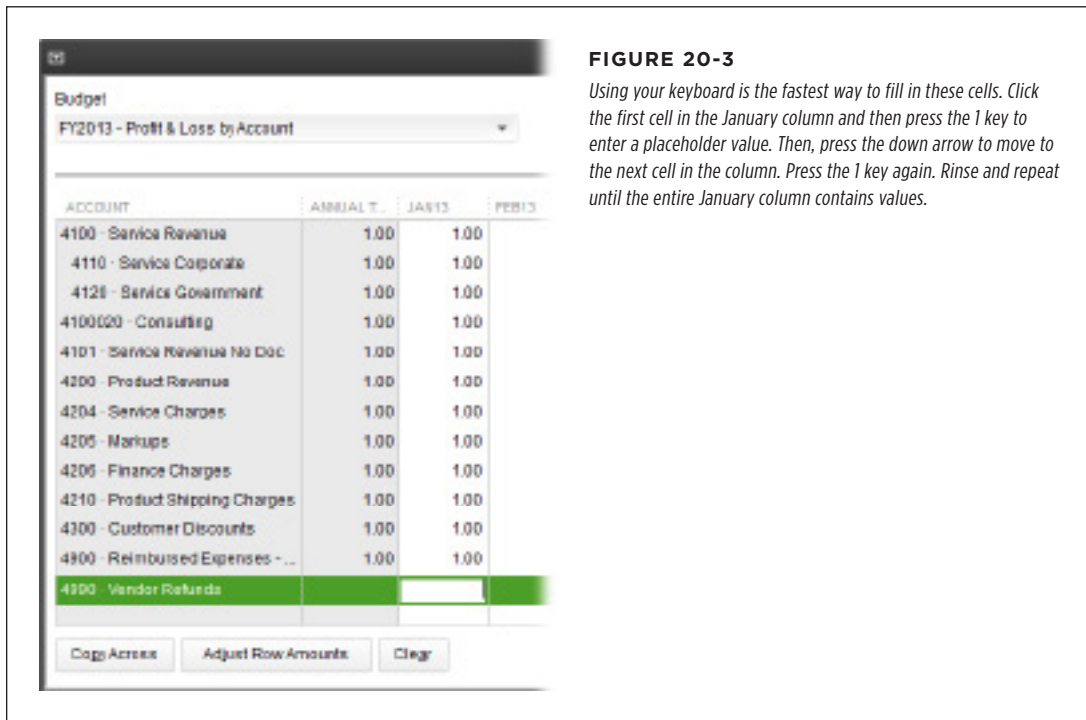 Budget
FY2013 - Profit & Loss by Account
ACCOUNT ANNUAL T... JAN13 FEB13
4100 · Service Revenue 1.00 1.00
4110 · Service Corporate 1.00 1.00
4120 · Service Government 1.00 1.00
4100020 · Consulting 1.00 1.00
4101 · Service Revenue No Doc 1.00 1.00
4200 · Product Revenue 1.00 1.00
4204 · Service Charges 1.00 1.00
4205 · Markups 1.00 1.00
4206 · Finance Charges 1.00 1.00
4210 · Product Shipping Charges 1.00 1.00
4300 · Customer Discounts 1.00 1.00
4900 · Reimbursed Expenses - ... 1.00 1.00
4990 · Vendor Refunds
Copy Across Adjust Row Amounts Clear
FIGURE 20-3
Using your keyboard is the fastest way to fill in these cells. Click
the first cell in the January column and then press the 1 key to
enter a placeholder value. Then, press the down arrow to move to
the next cell in the column. Press the 1 key again. Rinse and repeat
until the entire January column contains values.